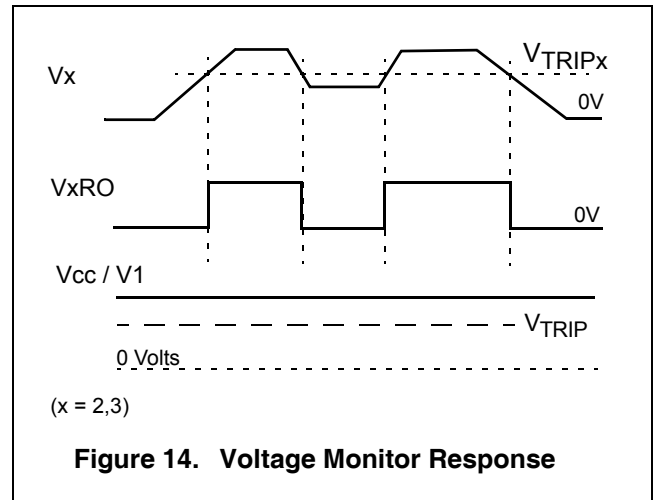 Vx
VTRIPx
0V
VxRO
0V
Vcc / V1
VTRIP
0 Volts
(x = 2,3)
Figure 14. Voltage Monitor Response